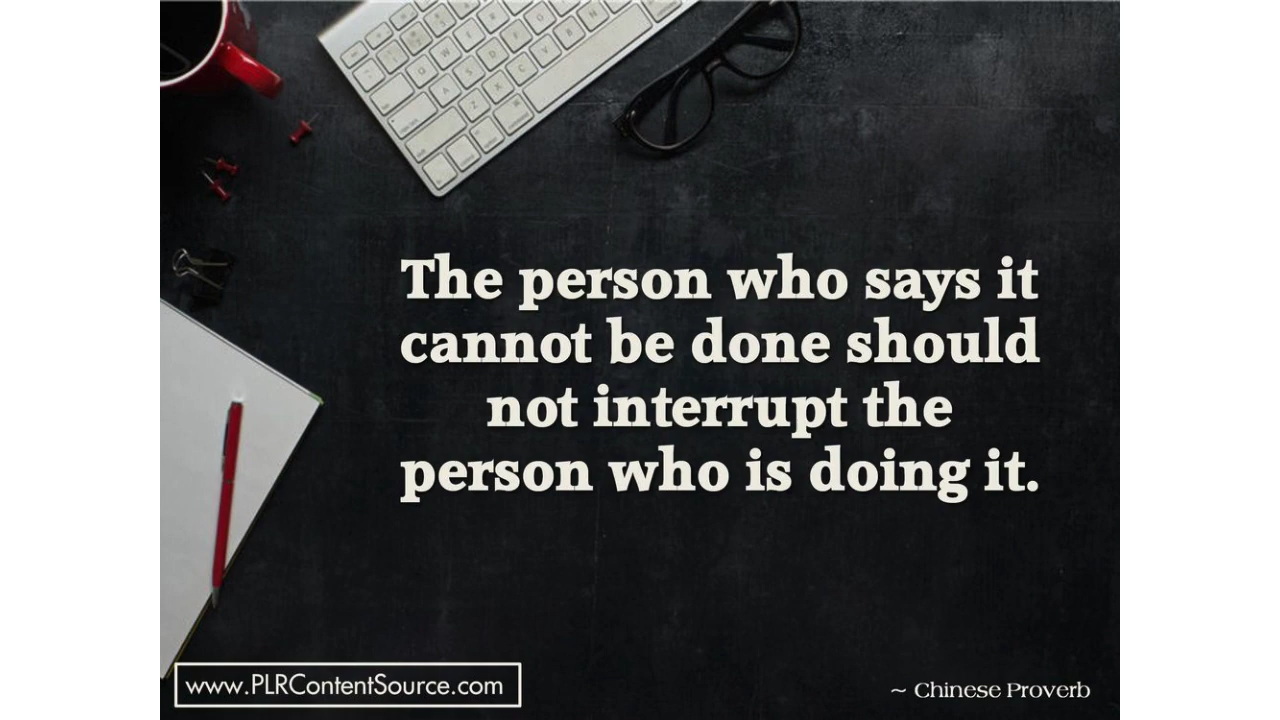 The person who says it
cannot be done should
not interrupt the
person who is doing it.
www.PLRContentSource.com
~ Chinese Proverb